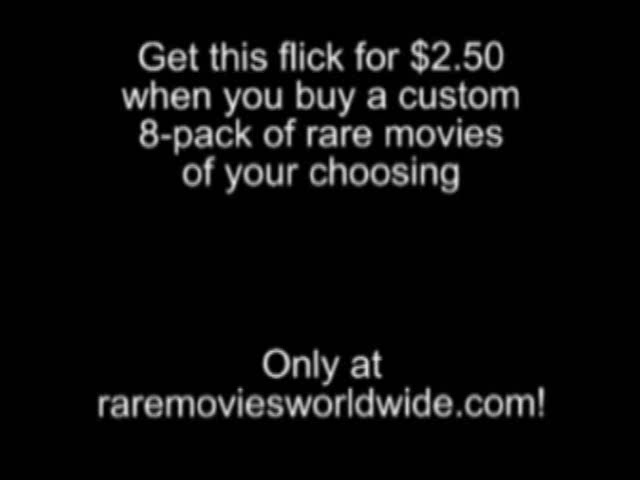 Get this flick for $2.50
when you buy a custom
8-pack of rare movies
of your choosing
Only at
raremoviesworldwide.com!